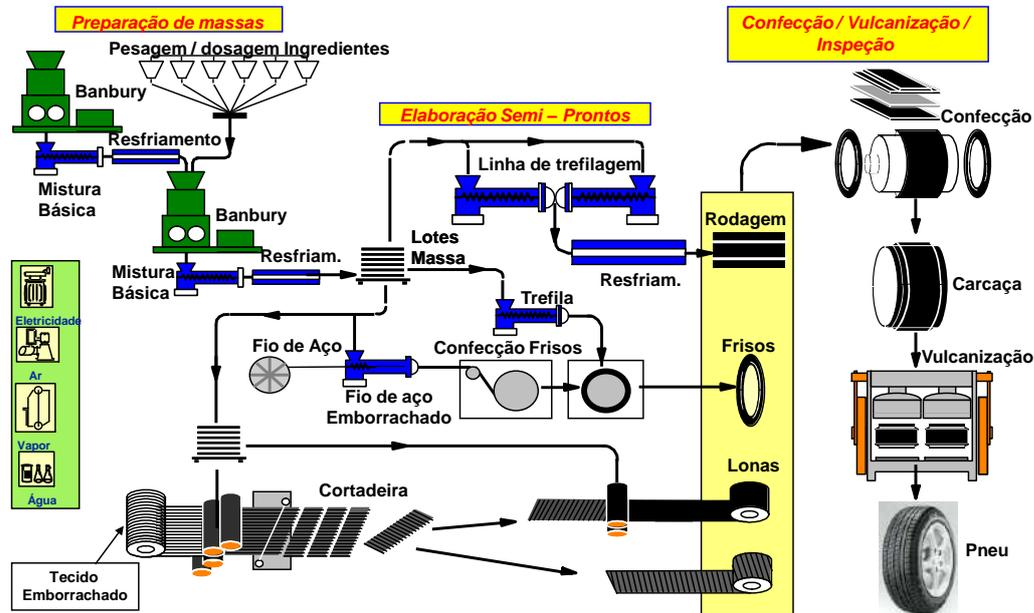 Preparação de massas
Pesagem / dosagem Ingredientes
Banbury
Resfriamento
Mistura
Básica
Banbury
Mistura
Básica
Resfriam.
Eletricidade
Ar
Vapor
Água
Elaboração Semi – Prontos
Linha de trefilagem
Lotes
Massa
Resfriam.
Trefila
Fio de Aço
Confecção Frisos
Fio de aço
Emborrachado
Cortadeira
Tecido
Emborrachado
Rodagem
Frisos
Lonas
Confecção / Vulcanização /
Inspeção
Confecção
Carcaça
Vulcanização
Pneu